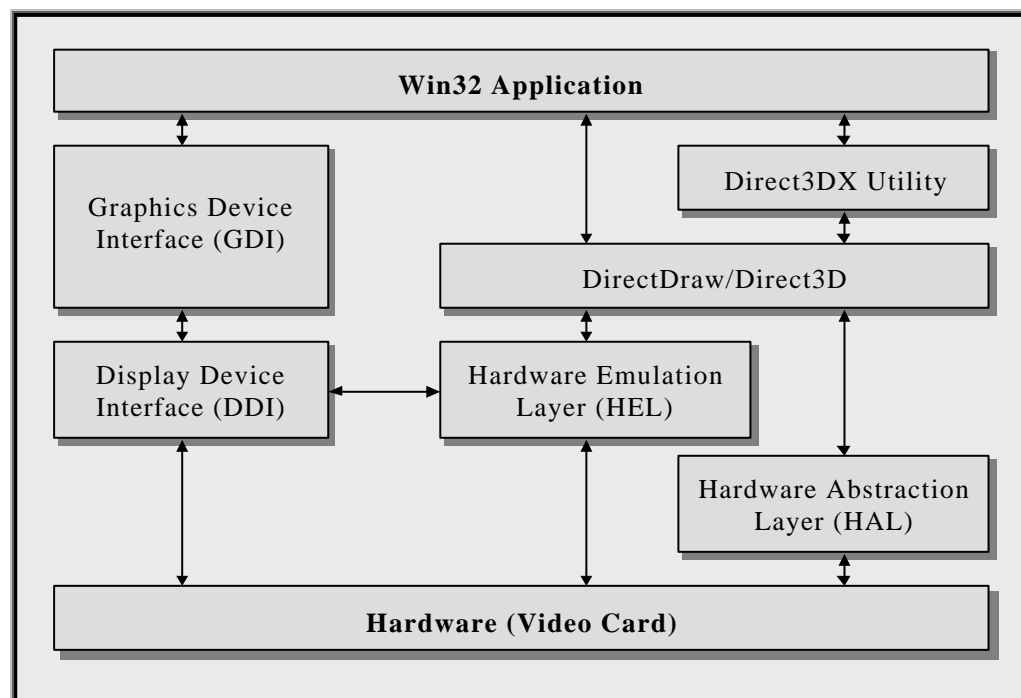 Win32 Application
Graphics Device
Interface (GDI)
Direct3DX Utility
DirectDraw/Direct3D
Display Device
Interface (DDI)
Hardware Emulation
Layer (HEL)
Hardware Abstraction
Layer (HAL)
Hardware (Video Card)